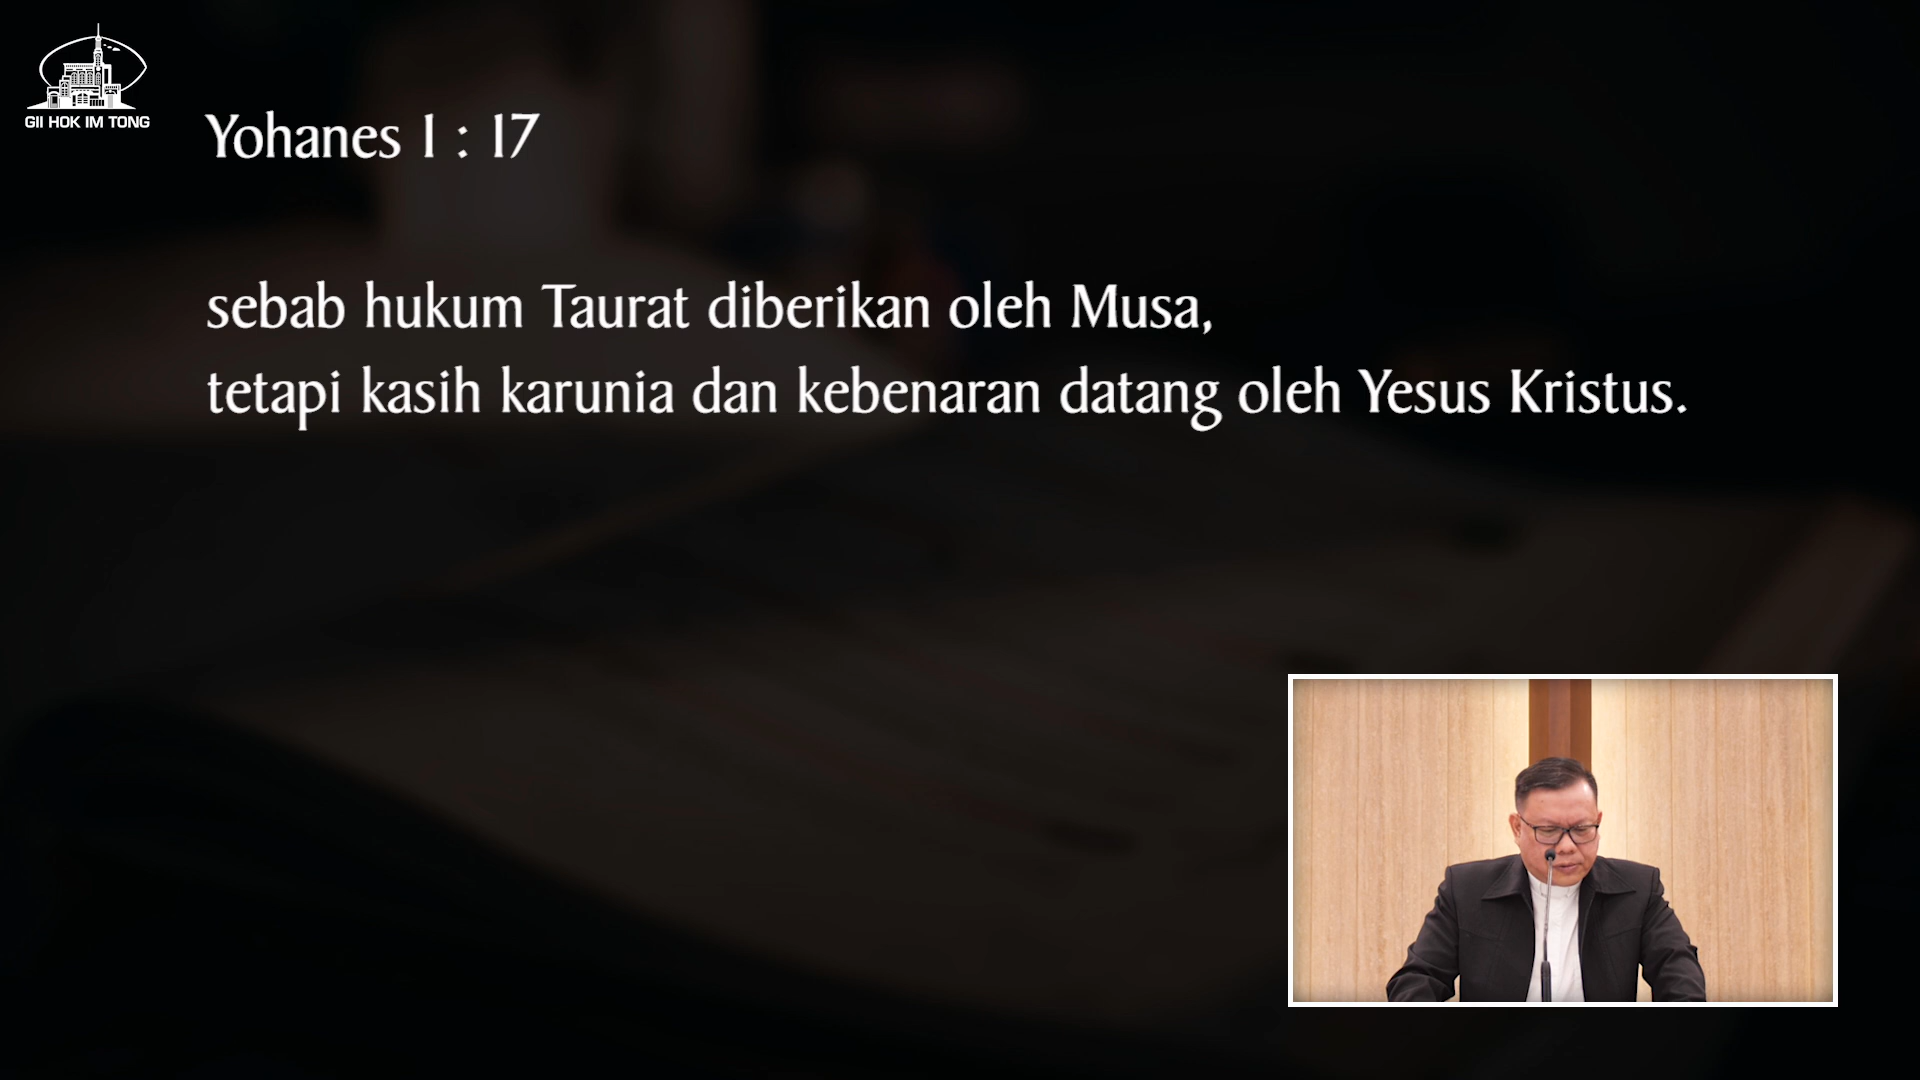 GII HOK IM TONG
Yohanes 1 : 17
sebab hukum Taurat diberikan oleh Musa,
tetapi kasih karunia dan kebenaran datang oleh Yesus Kristus.